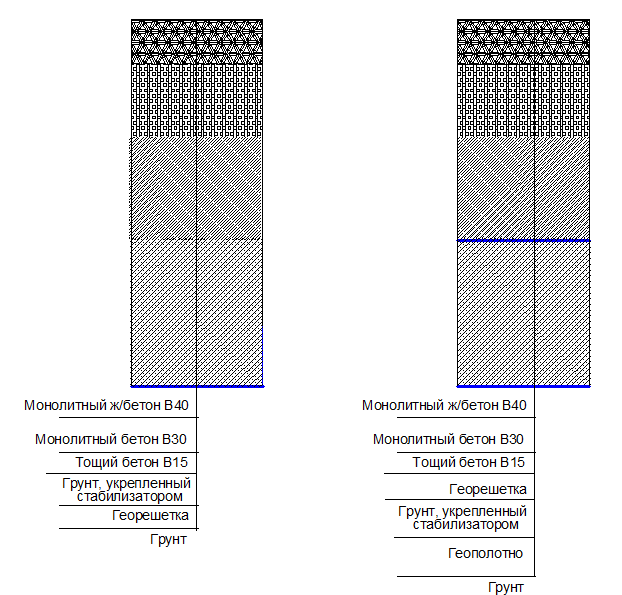 Монолитный ж/бетон В40
Монолитный бетон В30
Тощий бетон В15
Грунт, укрепленный
стабилизатором
Георешетка
Грунт
Монолитный ж/бетон В40
Монолитный бетон В30
Тощий бетон В15
Георешетка
Грунт, укрепленный
стабилизатором
Геополотно
Грунт